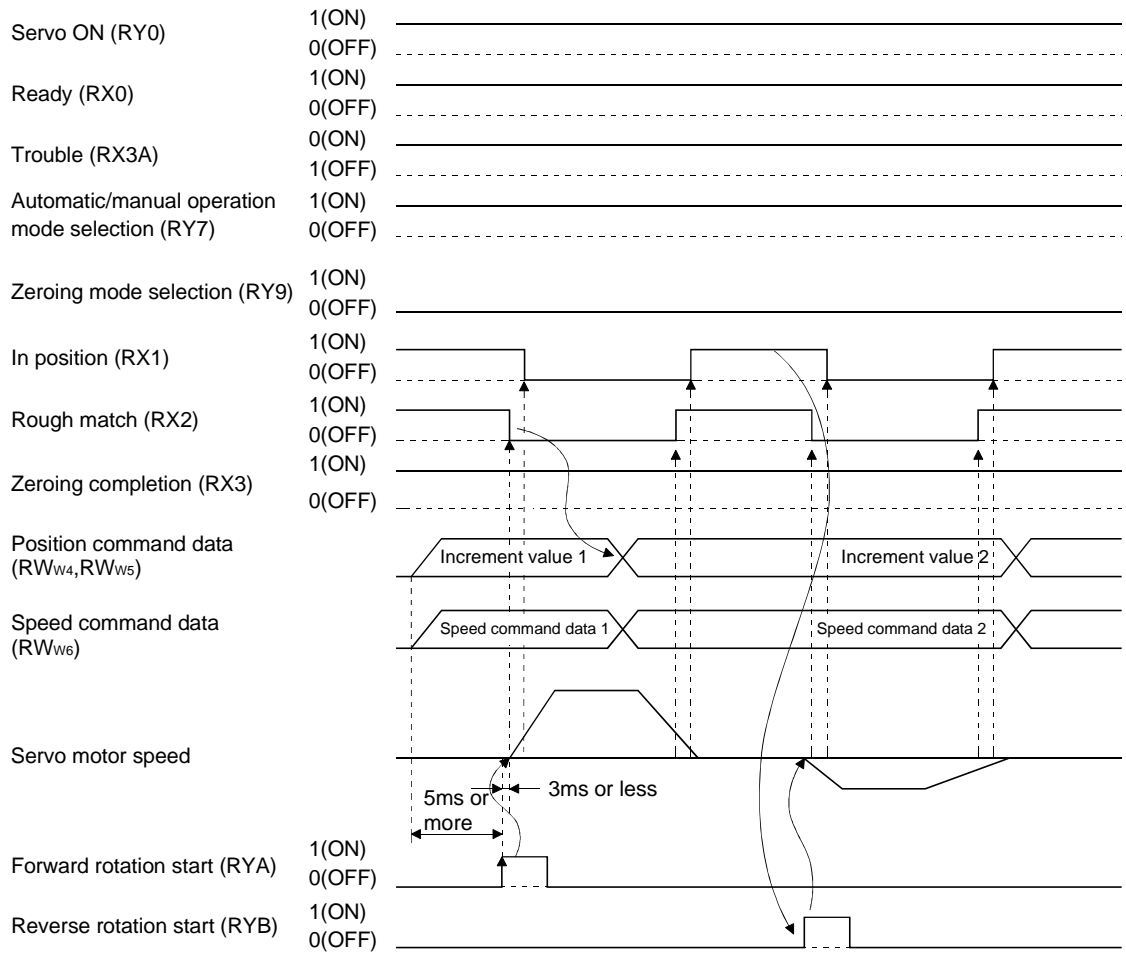 Servo ON (RY0)
1(ON)
0(OFF)
Ready (RX0)
1(ON)
0(OFF)
Trouble (RX3A)
0(ON)
1(OFF)
Automatic/manual operation
mode selection (RY7)
1(ON)
0(OFF)
Zeroing mode selection (RY9)
1(ON)
0(OFF)
In position (RX1)
1(ON)
0(OFF)
Rough match (RX2)
1(ON)
0(OFF)
Zeroing completion (RX3)
1(ON)
0(OFF)
Position command data
(RWW4,RWW5)
Increment value 1
Increment value 2
Speed command data
(RWW6)
Speed command data 1
Speed command data 2
Servo motor speed
5ms or
more
3ms or less
Forward rotation start (RYA)
1(ON)
0(OFF)
Reverse rotation start (RYB)
1(ON)
0(OFF)